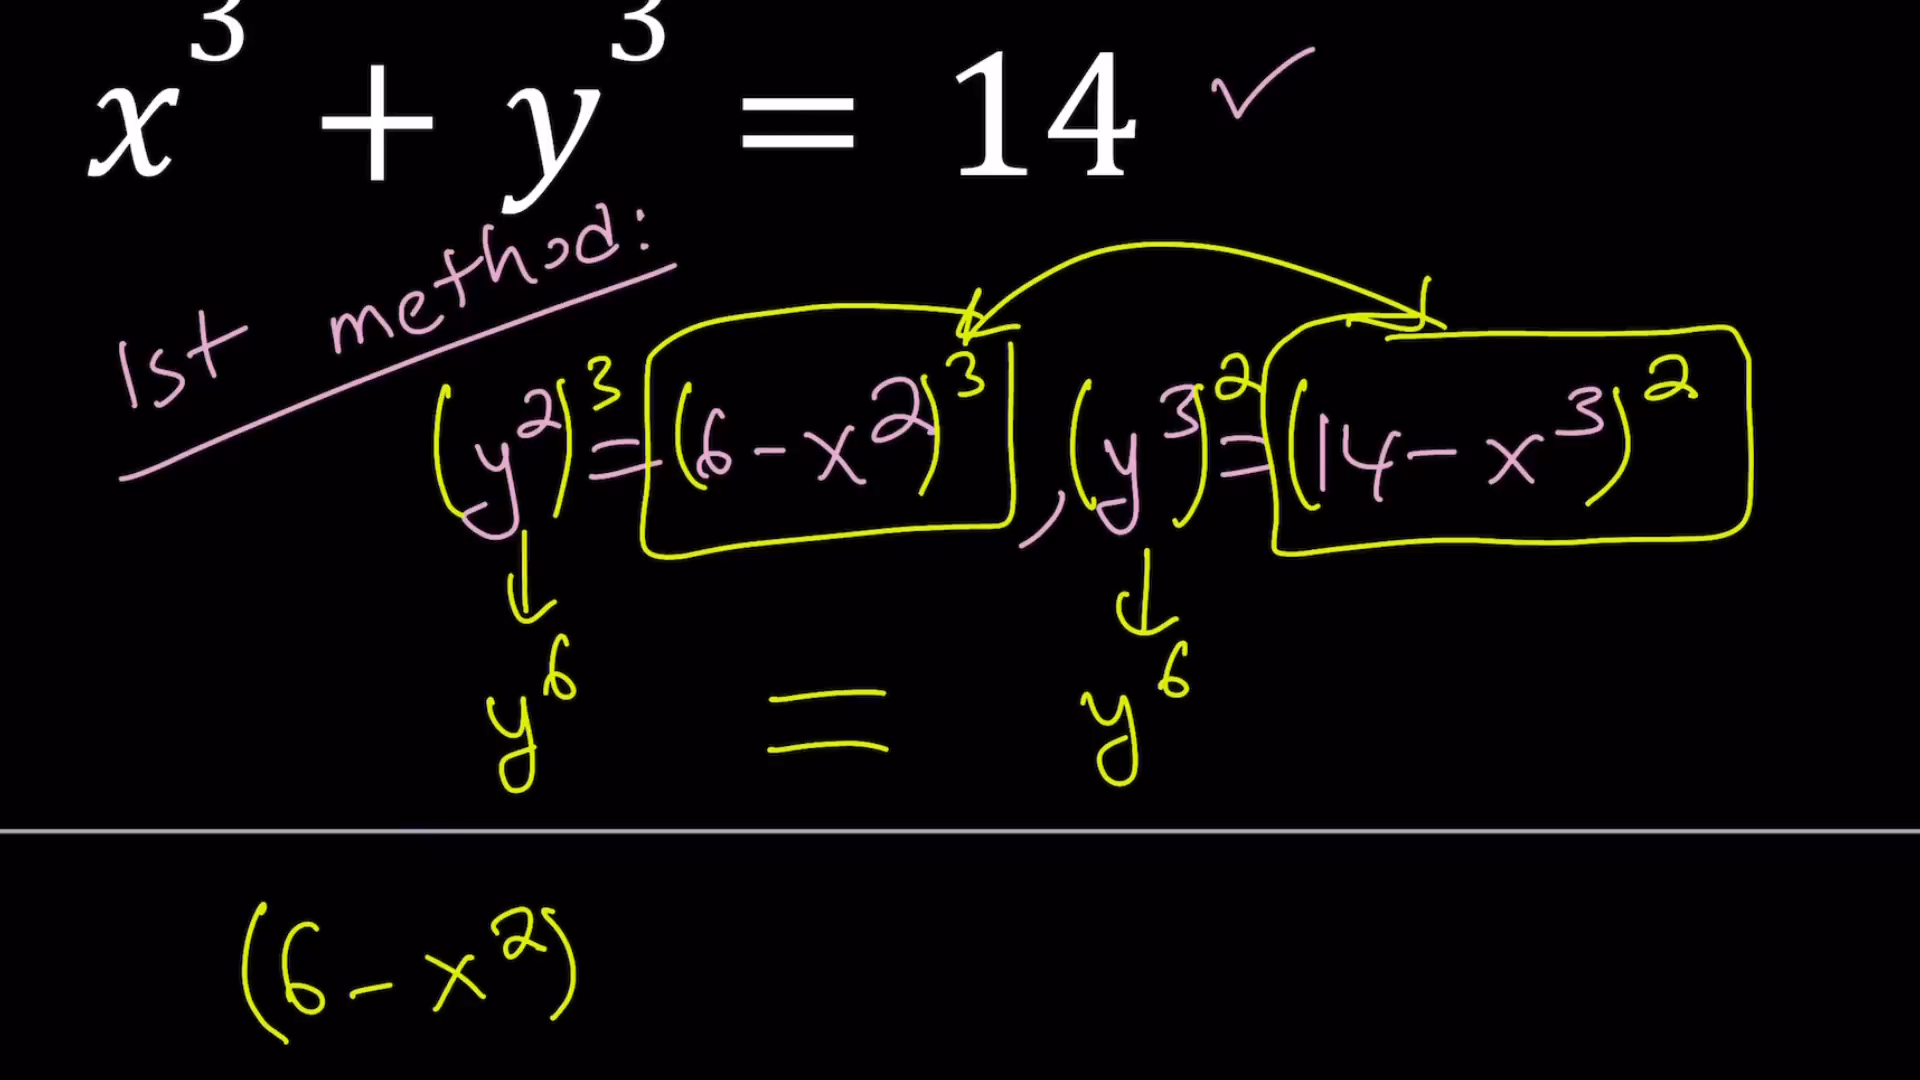 x³ + y³ = 14 ✓
1st method:
(y²)³ = (6 - x²)³ , (y³)² = (14 - x³)²
↓ ↓
y⁶ = y⁶
(6 - x²)